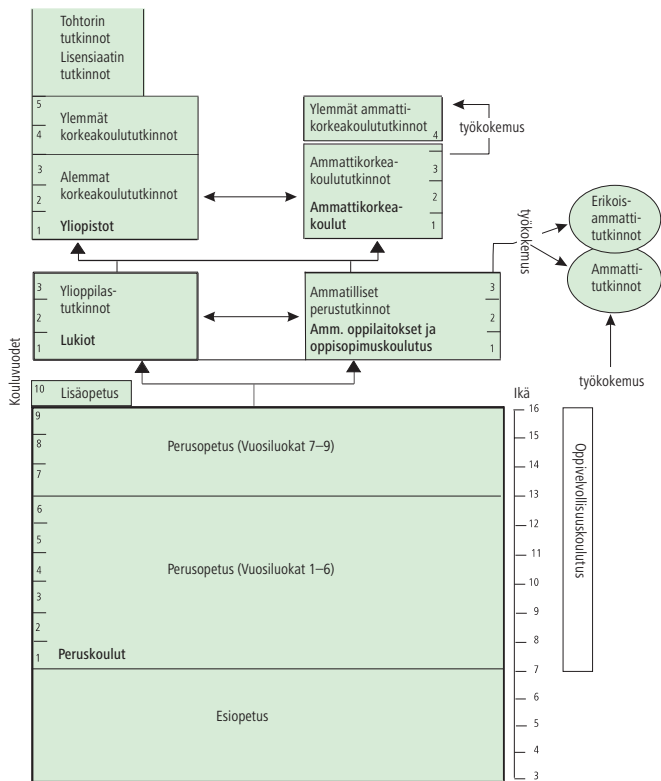 Tohtorin
tutkinnot
Lisensiaatin
tutkinnot
5
4
Ylemmät
korkeakoulututkinnot
3
2
1
Alemmat
korkeakoulututkinnot
Yliopistot
Ylemmät ammatti-
korkeakoulututkinnot
4
työkokemus
Ammattikorkea-
koulututkinnot
Ammattikorkea-
koulut
3
2
1
työkokemus
Erikois-
ammatti-
tutkinnot
Ammatti-
tutkinnot
työkokemus
3
2
1
Ylioppilas-
tutkinnot
Lukiot
Ammatilliset
perustutkinnot
Amm. oppilaitokset ja
oppisopimuskoulutus
3
2
1
Kouluvuodet
10
Lisäopetus
9
8
7
Perusopetus (Vuosiluokat 7–9)
6
5
4
3
2
1
Perusopetus (Vuosiluokat 1–6)
Peruskoulut
Esiopetus
Ikä
16
15
14
13
12
11
10
9
8
7
6
5
4
3
Oppivelvollisuuskoulutus